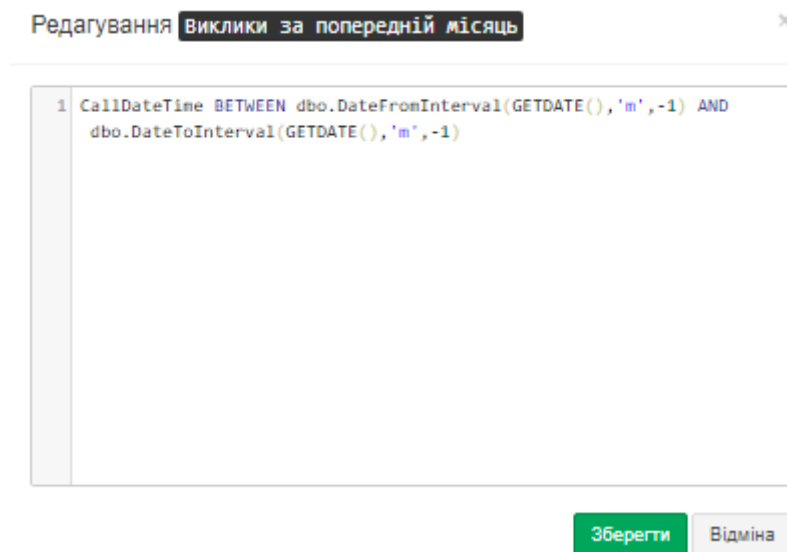 Редагування Виклики за попередній місяць ×
1 CallDateTime BETWEEN dbo.DateFromInterval(GETDATE(),'m',-1) AND
dbo.DateToInterval(GETDATE(),'m',-1)
Зберегти Відміна